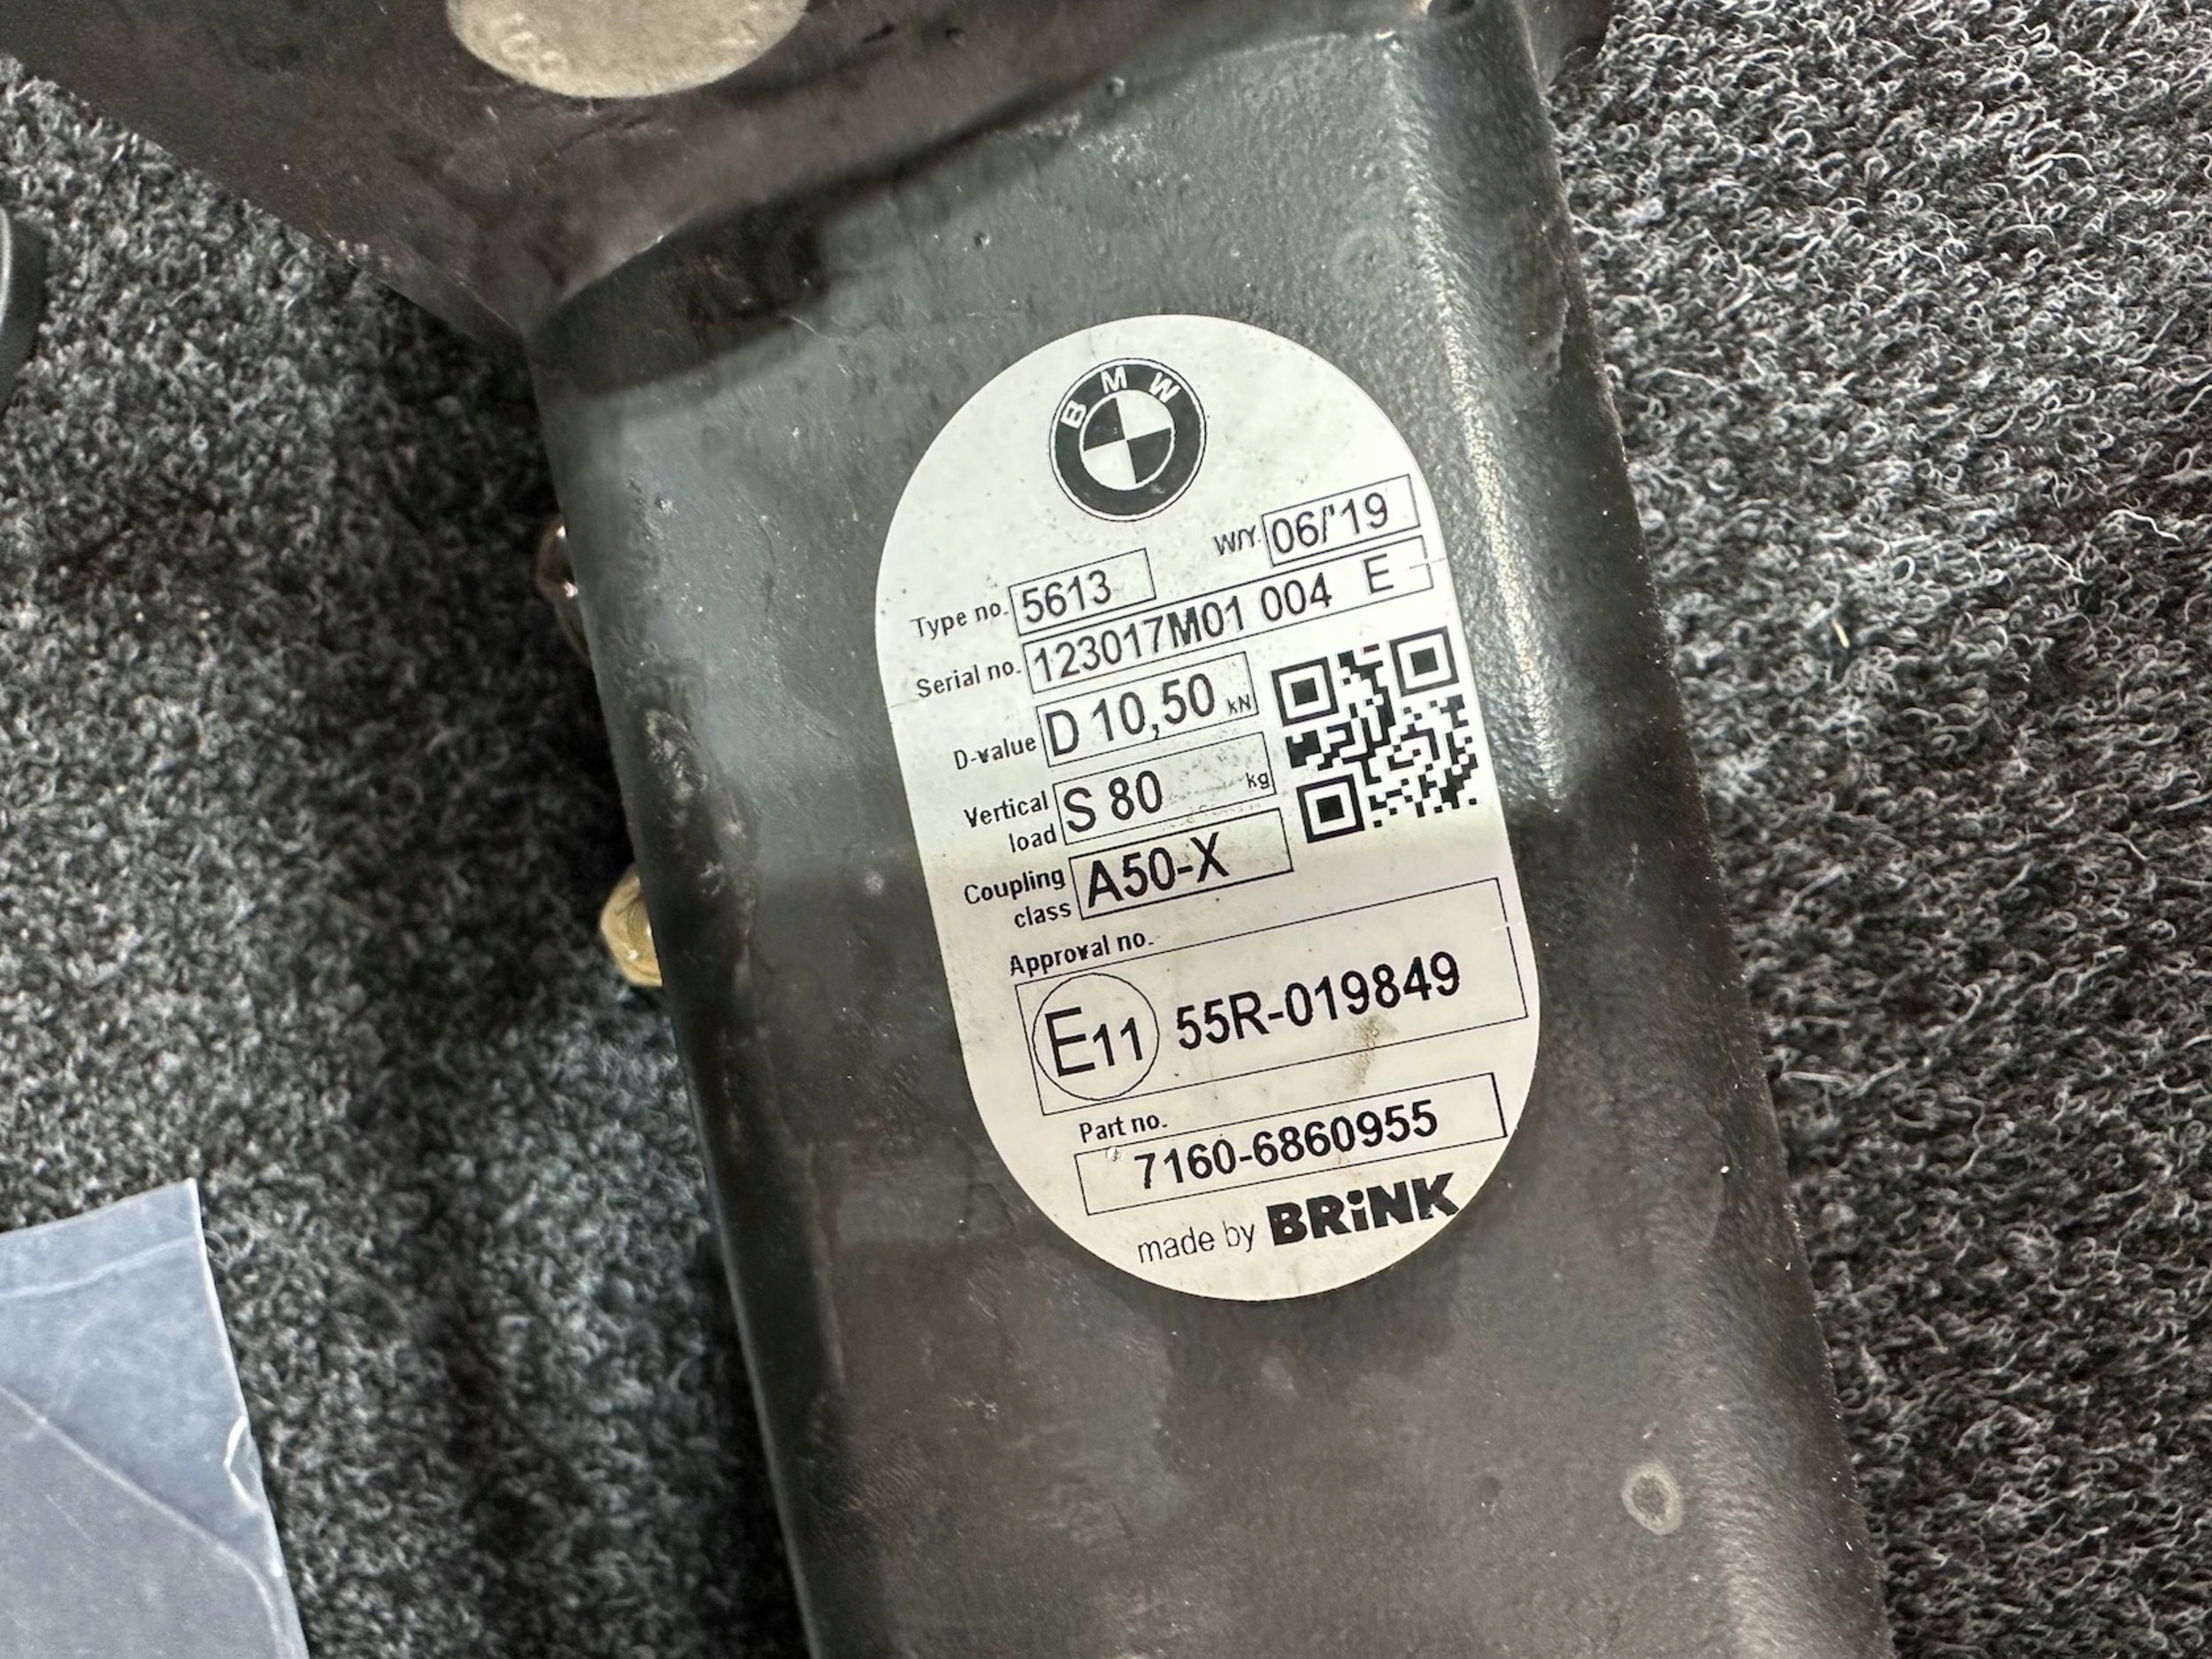 BMW
W/Y. 06/'19
Type no. 5613
Serial no. 123017M01 004 E
D-value D 10,50 kN
Vertical load S 80 kg
Coupling class A50-X
Approval no.
E11 55R-019849
Part no.
7160-6860955
made by BRiNK